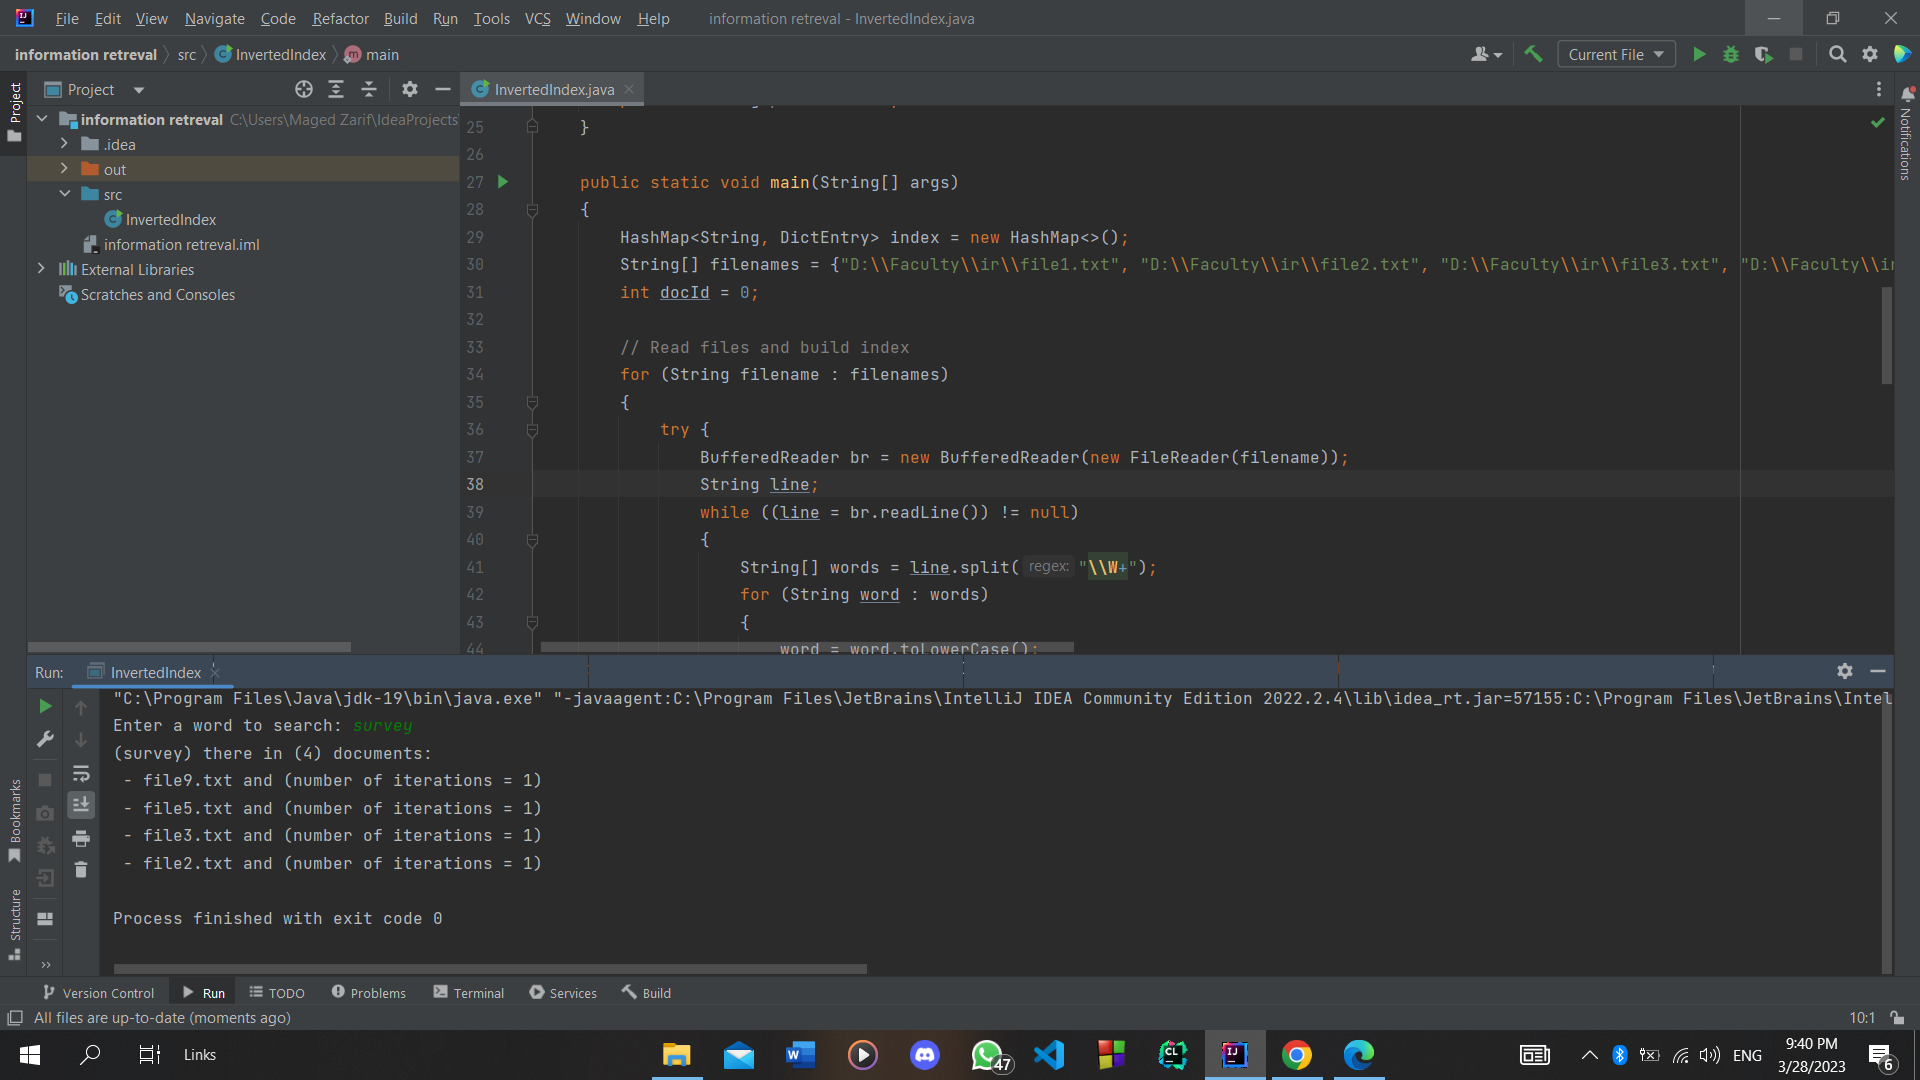 File Edit View Navigate Code Refactor Build Run Tools VCS Window Help information retreval - InvertedIndex.java
information retreval src InvertedIndex main Current File
Project InvertedIndex.java
Project
information retreval C:\Users\Maged Zarif\IdeaProjects
.idea
out
src
InvertedIndex
information retreval.iml
External Libraries
Scratches and Consoles
Notifications
25 }
26
27 public static void main(String[] args)
28 {
29 HashMap<String, DictEntry> index = new HashMap<>();
30 String[] filenames = {"D:\\Faculty\\ir\\file1.txt", "D:\\Faculty\\ir\\file2.txt", "D:\\Faculty\\ir\\file3.txt", "D:\\Faculty\\ir
31 int docId = 0;
32
33 // Read files and build index
34 for (String filename : filenames)
35 {
36 try {
37 BufferedReader br = new BufferedReader(new FileReader(filename));
38 String line;
39 while ((line = br.readLine()) != null)
40 {
41 String[] words = line.split( regex: "\\W+");
42 for (String word : words)
43 {
44 word = word.toLowerCase();
Run: InvertedIndex
"C:\Program Files\Java\jdk-19\bin\java.exe" "-javaagent:C:\Program Files\JetBrains\IntelliJ IDEA Community Edition 2022.2.4\lib\idea_rt.jar=57155:C:\Program Files\JetBrains\Intel
Enter a word to search: survey
(survey) there in (4) documents:
- file9.txt and (number of iterations = 1)
- file5.txt and (number of iterations = 1)
- file3.txt and (number of iterations = 1)
- file2.txt and (number of iterations = 1)
Process finished with exit code 0
Bookmarks
Structure
Version Control Run TODO Problems Terminal Services Build
All files are up-to-date (moments ago) 10:1
Links 47 ENG 9:40 PM
3/28/2023 6